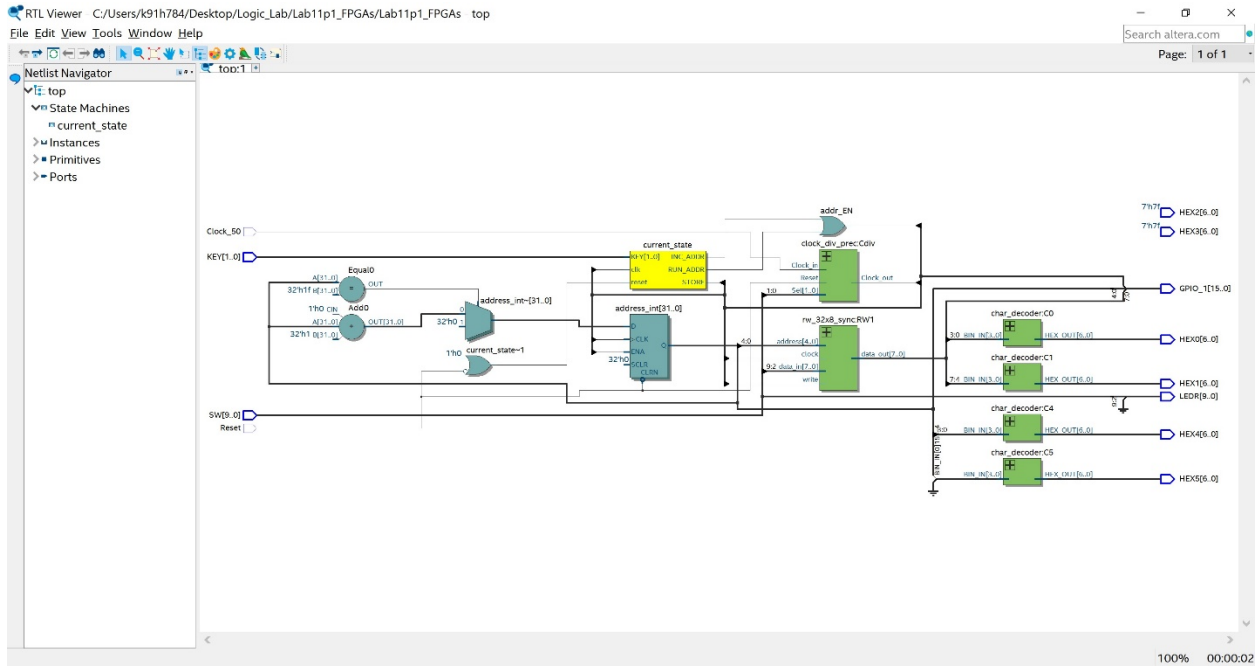 RTL Viewer C:/Users/k91h784/Desktop/Logic_Lab/Lab11p1_FPGAs/Lab11p1_FPGAs top
File Edit View Tools Window Help
Search altera.com
Page: 1 of 1
Netlist Navigator
top:1
top
State Machines
current_state
Instances
Primitives
Ports
Clock_50
KEY[1..0]
SW[9..0]
Reset
Equal0
A[31..0]
32'h1f B[31..0]
OUT
Add0
1'h0 CIN
A[31..0]
32'h1 B[31..0]
OUT[31..0]
address_int~[31..0]
0
32'h0 1
current_state~1
1'h0
current_state
KEY[1..0] INC_ADDR
clk RUN_ADDR
reset STORE
address_int[31..0]
D
CLK
ENA
32'h0 SCLR
CLRN
Q
addr_EN
clock_div_prec:Cdiv
Clock_in
Reset Clock_out
1:0 Sel[1..0]
rw_32x8_sync:RW1
4:0 address[4..0]
clock data_out[7..0]
9:2 data_in[7..0]
write
char_decoder:C0
3:0 BIN_IN[3..0] HEX_OUT[6..0]
char_decoder:C1
7:4 BIN_IN[3..0] HEX_OUT[6..0]
char_decoder:C4
3:0 BIN_IN[3..0] HEX_OUT[6..0]
char_decoder:C5
BIN_IN[3..0] HEX_OUT[6..0]
4:0
7:0
9:2
7'h7f HEX2[6..0]
7'h7f HEX3[6..0]
GPIO_1[15..0]
HEX0[6..0]
HEX1[6..0]
LEDR[9..0]
HEX4[6..0]
HEX5[6..0]
100% 00:00:02